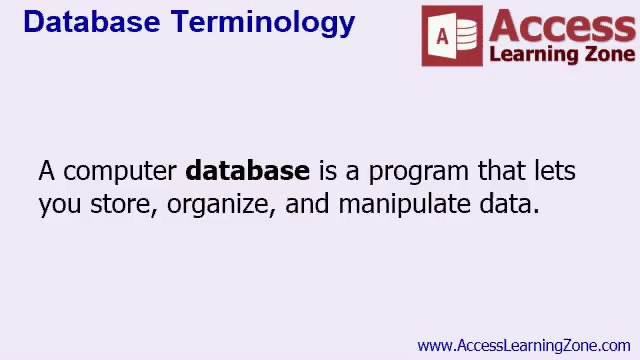 Database Terminology
A Access
Learning Zone
A computer database is a program that lets
you store, organize, and manipulate data.
www.AccessLearningZone.com